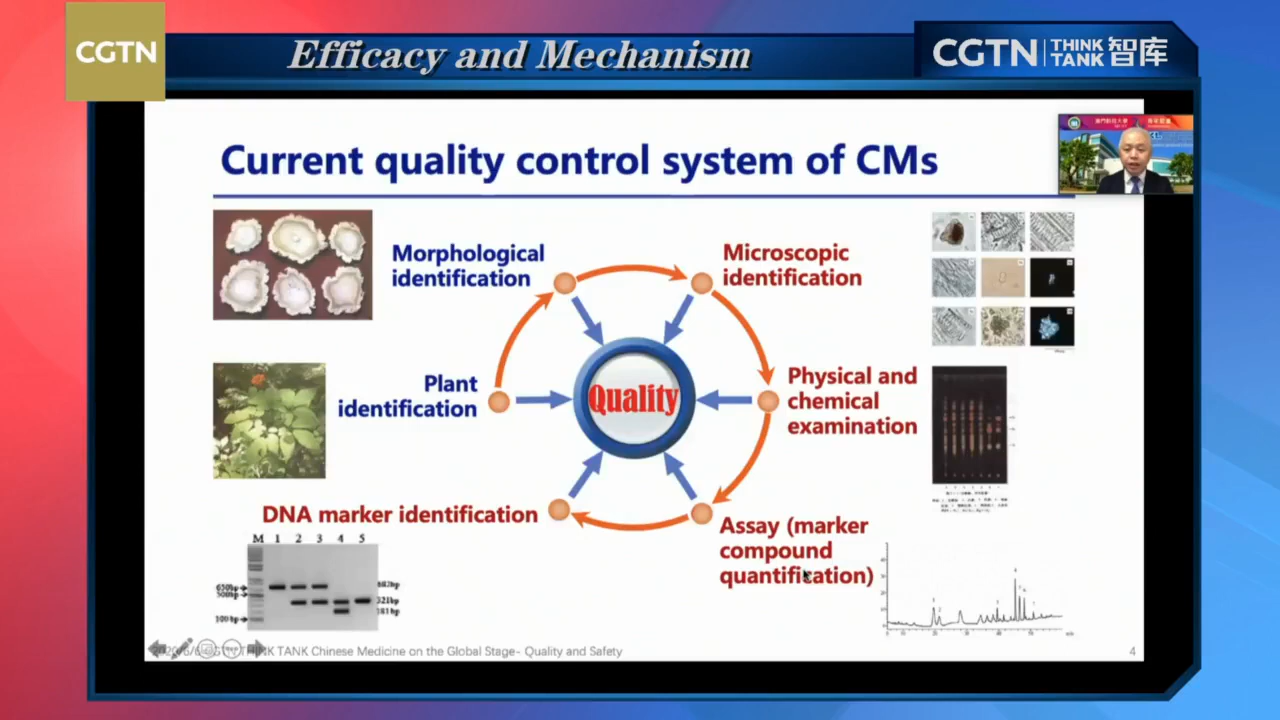 CGTN
Efficacy and Mechanism
CGTN THINK TANK 智库
Current quality control system of CMs
Morphological
identification
Microscopic
identification
Plant
identification
Quality
Physical and
chemical
examination
DNA marker identification
Assay (marker
compound
quantification)
M 1 2 3 4 5
650bp
500bp
100bp
321bp
THINK TANK Chinese Medicine on the Global Stage- Quality and Safety
4